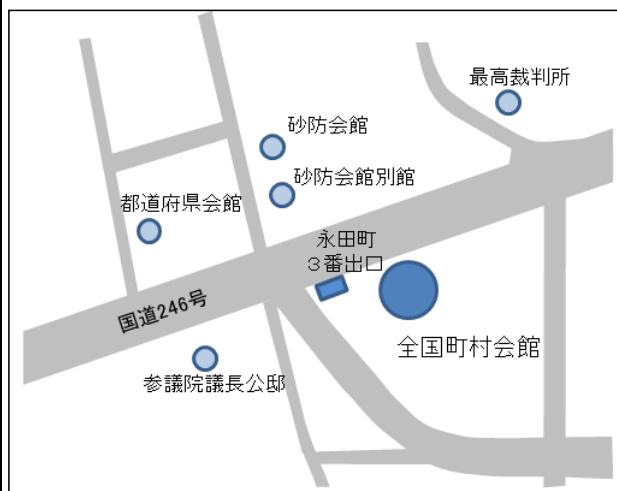 最高裁判所
砂防会館
砂防会館別館
都道府県会館
永田町
３番出口
国道246号
全国町村会館
参議院議長公邸